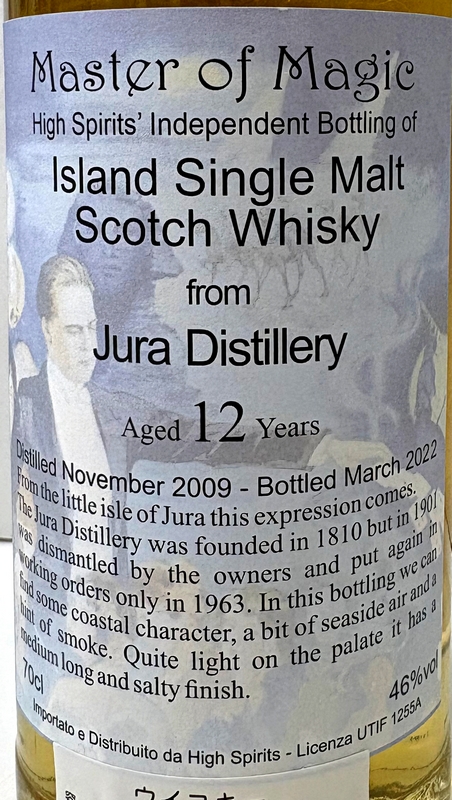 Master of Magic
High Spirits' Independent Bottling of
Island Single Malt
Scotch Whisky
from
Jura Distillery
Aged 12 Years
Distilled November 2009 - Bottled March 2022
From the little isle of Jura this expression comes.
The Jura Distillery was founded in 1810 but in 1901
was dismantled by the owners and put again in
working orders only in 1963. In this bottling we can
find some coastal character, a bit of seaside air and a
hint of smoke. Quite light on the palate it has a
medium long and salty finish.
70cl
46%vol
Importato e Distribuito da High Spirits - Licenza UTIF 1255A
ウイスキー